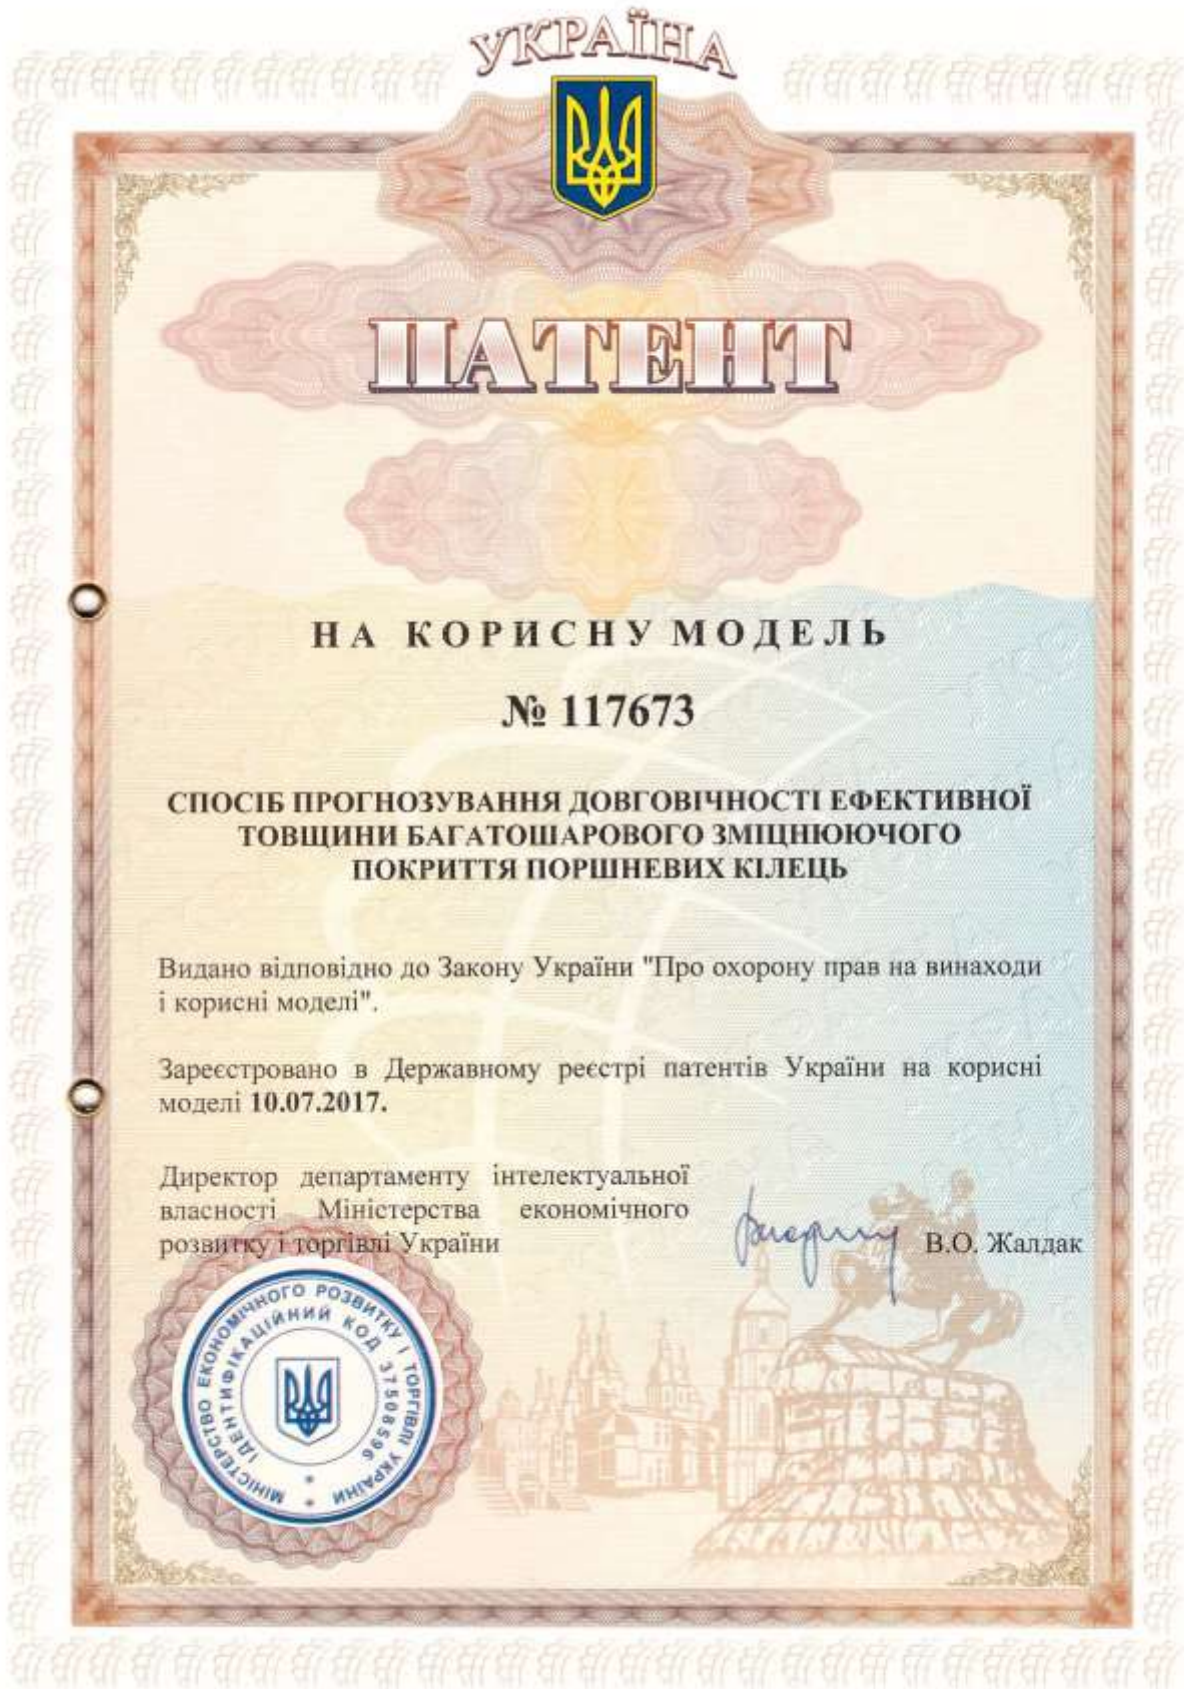 УКРАЇНА
ПАТЕНТ
НА КОРИСНУ МОДЕЛЬ
№ 117673
СПОСІБ ПРОГНОЗУВАННЯ ДОВГОВІЧНОСТІ ЕФЕКТИВНОЇ
ТОВЩИНИ БАГАТОШАРОВОГО ЗМІЦНЮЮЧОГО
ПОКРИТТЯ ПОРШНЕВИХ КІЛЕЦЬ
Видано відповідно до Закону України "Про охорону прав на винаходи
і корисні моделі".
Зареєстровано в Державному реєстрі патентів України на корисні
моделі 10.07.2017.
Директор департаменту інтелектуальної
власності Міністерства економічного
розвитку і торгівлі України
В.О. Жалдак
МІНІСТЕРСТВО ЕКОНОМІЧНОГО РОЗВИТКУ І ТОРГІВЛІ УКРАЇНИ
ІДЕНТИФІКАЦІЙНИЙ КОД 37508596